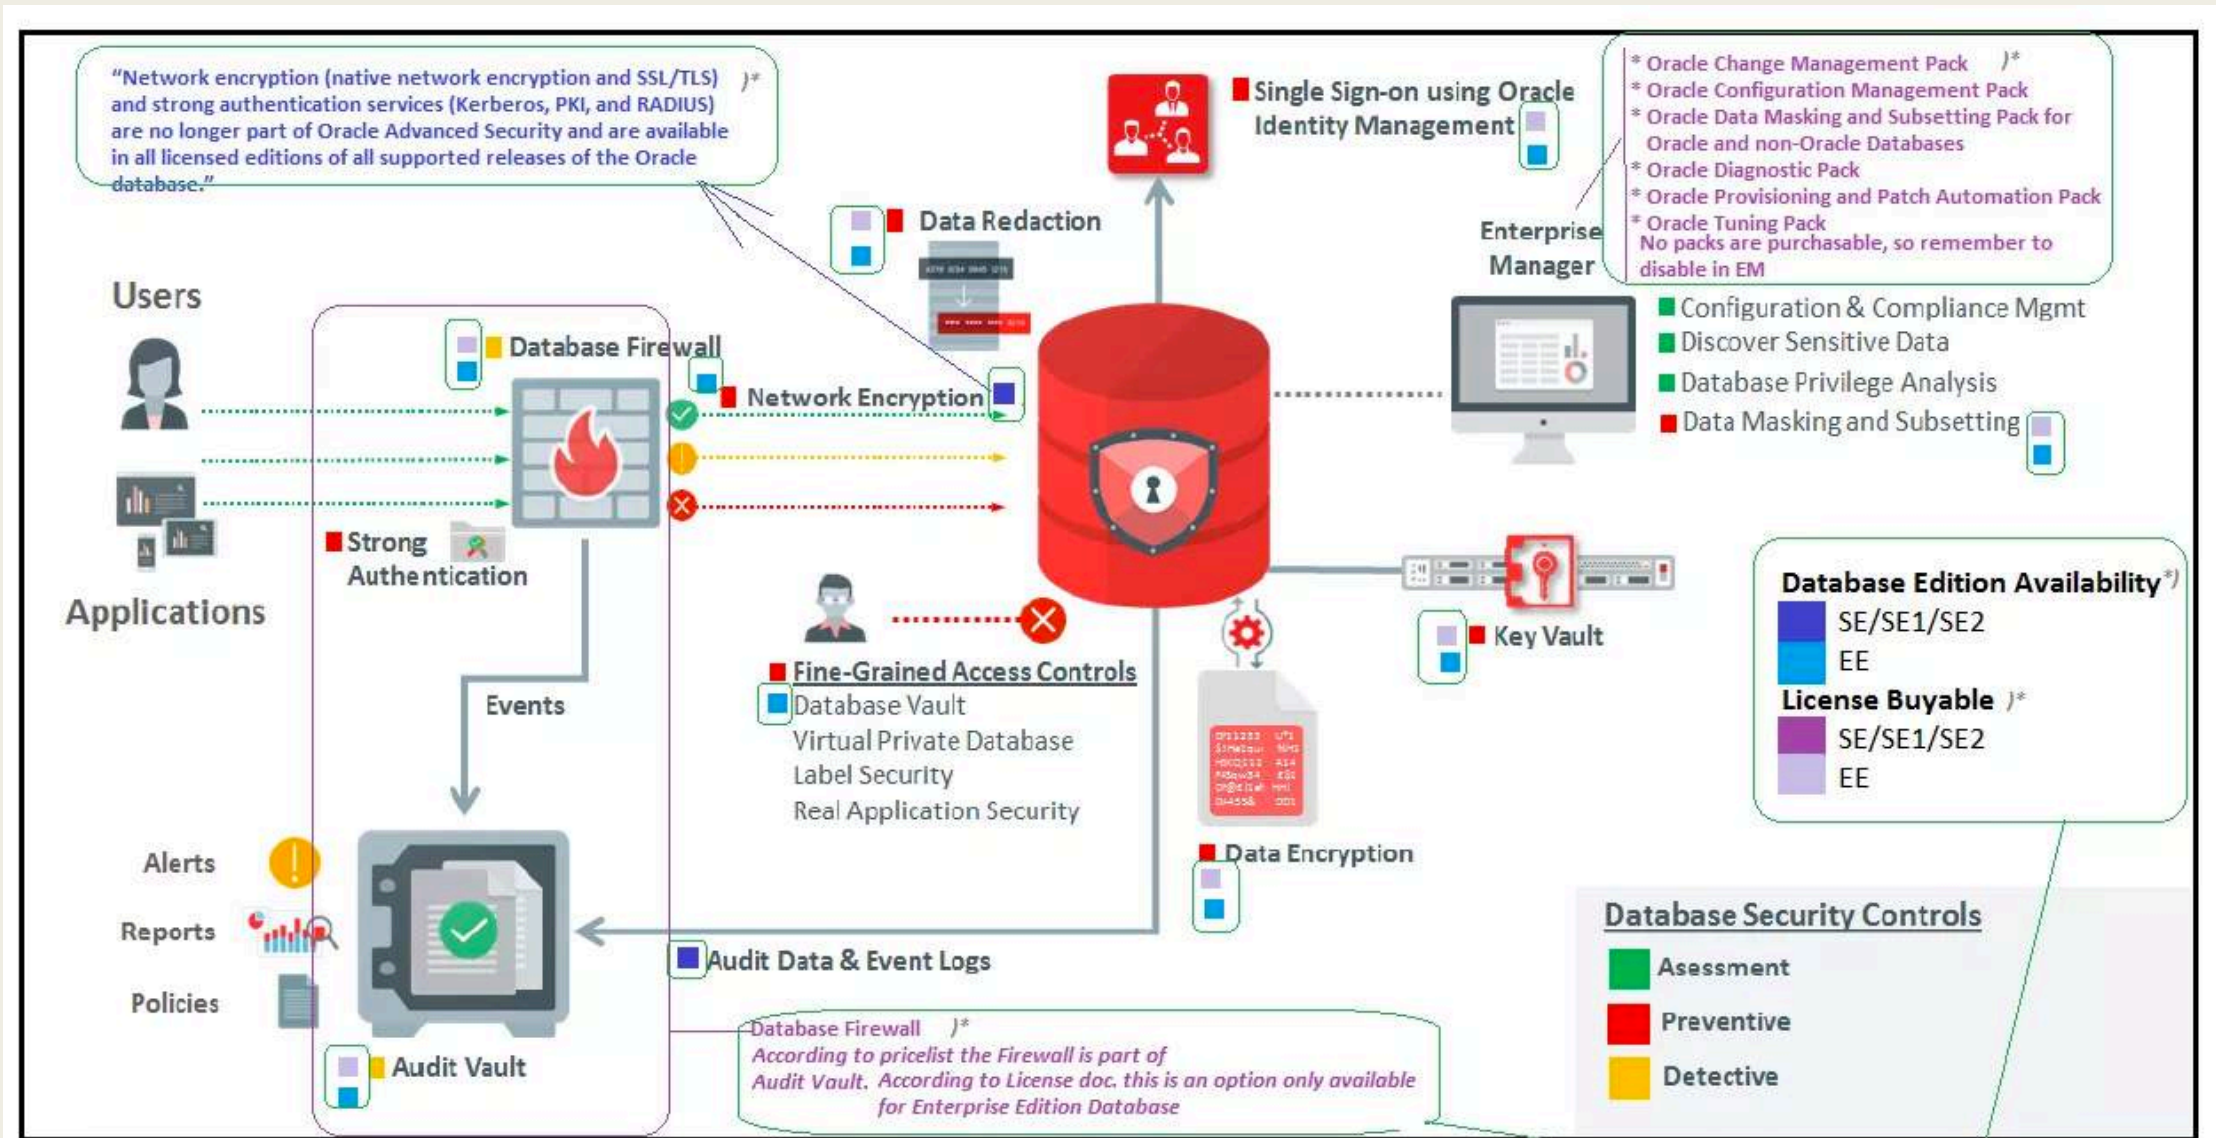 “Network encryption (native network encryption and SSL/TLS) )*
and strong authentication services (Kerberos, PKI, and RADIUS)
are no longer part of Oracle Advanced Security and are available
in all licensed editions of all supported releases of the Oracle
database.”
Single Sign-on using Oracle
Identity Management
* Oracle Change Management Pack )*
* Oracle Configuration Management Pack
* Oracle Data Masking and Subsetting Pack for
Oracle and non-Oracle Databases
* Oracle Diagnostic Pack
* Oracle Provisioning and Patch Automation Pack
* Oracle Tuning Pack
No packs are purchasable, so remember to
disable in EM
Data Redaction
Enterprise
Manager
Users
Database Firewall
Network Encryption
Configuration & Compliance Mgmt
Discover Sensitive Data
Database Privilege Analysis
Data Masking and Subsetting
Strong
Authentication
Applications
Key Vault
Database Edition Availability *)
SE/SE1/SE2
EE
License Buyable )*
SE/SE1/SE2
EE
Fine-Grained Access Controls
Database Vault
Virtual Private Database
Label Security
Real Application Security
Events
Data Encryption
Alerts
Reports
Policies
Audit Data & Event Logs
Audit Vault
Database Firewall )*
According to pricelist the Firewall is part of
Audit Vault. According to License doc. this is an option only available
for Enterprise Edition Database
Database Security Controls
Asessment
Preventive
Detective